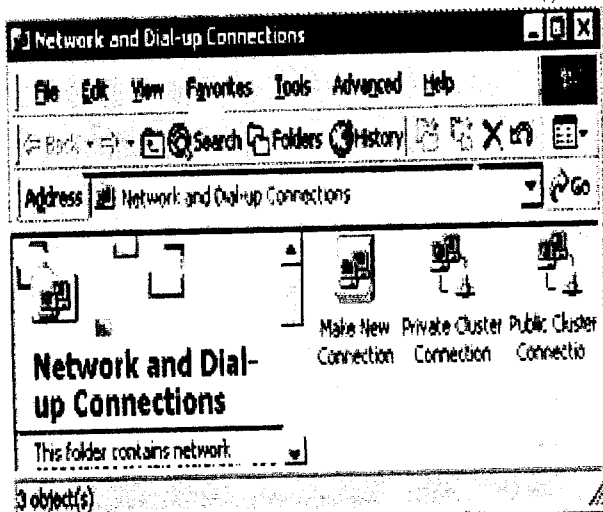 Network and Dial-up Connections
File Edit View Favorites Tools Advanced Help
Back Search Folders History
Address Network and Dial-up Connections Go
Make New Connection
Private Cluster Connection
Public Cluster Connectio
Network and Dial-
up Connections
This folder contains network
3 object(s)